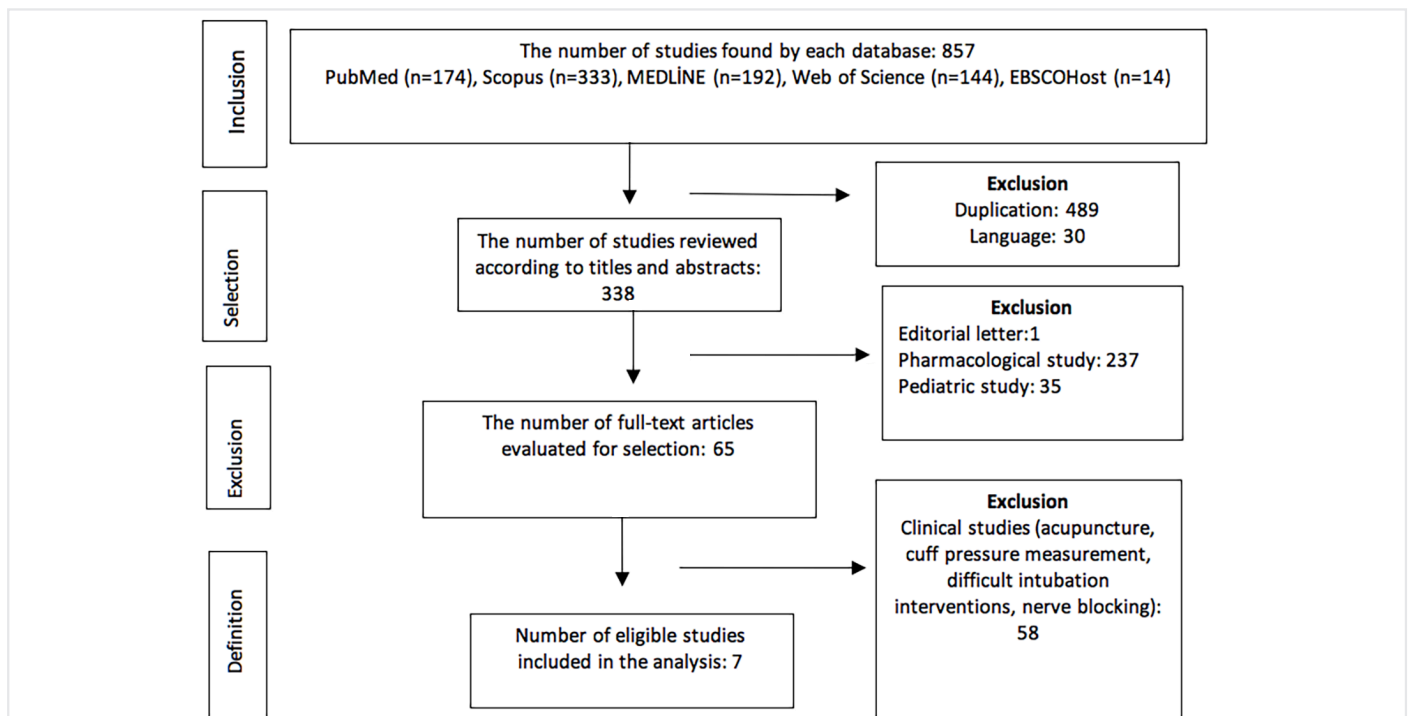 Inclusion
The number of studies found by each database: 857
PubMed (n=174), Scopus (n=333), MEDLİNE (n=192), Web of Science (n=144), EBSCOHost (n=14)
Exclusion
Duplication: 489
Language: 30
Selection
The number of studies reviewed
according to titles and abstracts:
338
Exclusion
Editorial letter:1
Pharmacological study: 237
Pediatric study: 35
Exclusion
The number of full-text articles
evaluated for selection: 65
Exclusion
Clinical studies (acupuncture,
cuff pressure measurement,
difficult intubation
interventions, nerve blocking):
58
Definition
Number of eligible studies
included in the analysis: 7